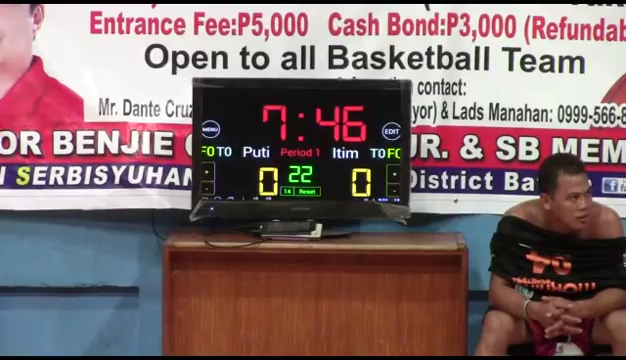 Entrance Fee:P5,000 Cash Bond:P3,000 (Refundab
Open to all Basketball Team
contact:
Mr. Dante Cruz yor) & Lads Manahan: 0999-566-8
OR BENJIE C JR. & SB MEM
N SERBISYUHAN District Ba
MENU 7:46 EDIT
F0 T0 Puti Period 1 Itim T0 F0
0 22 0
14 Reset